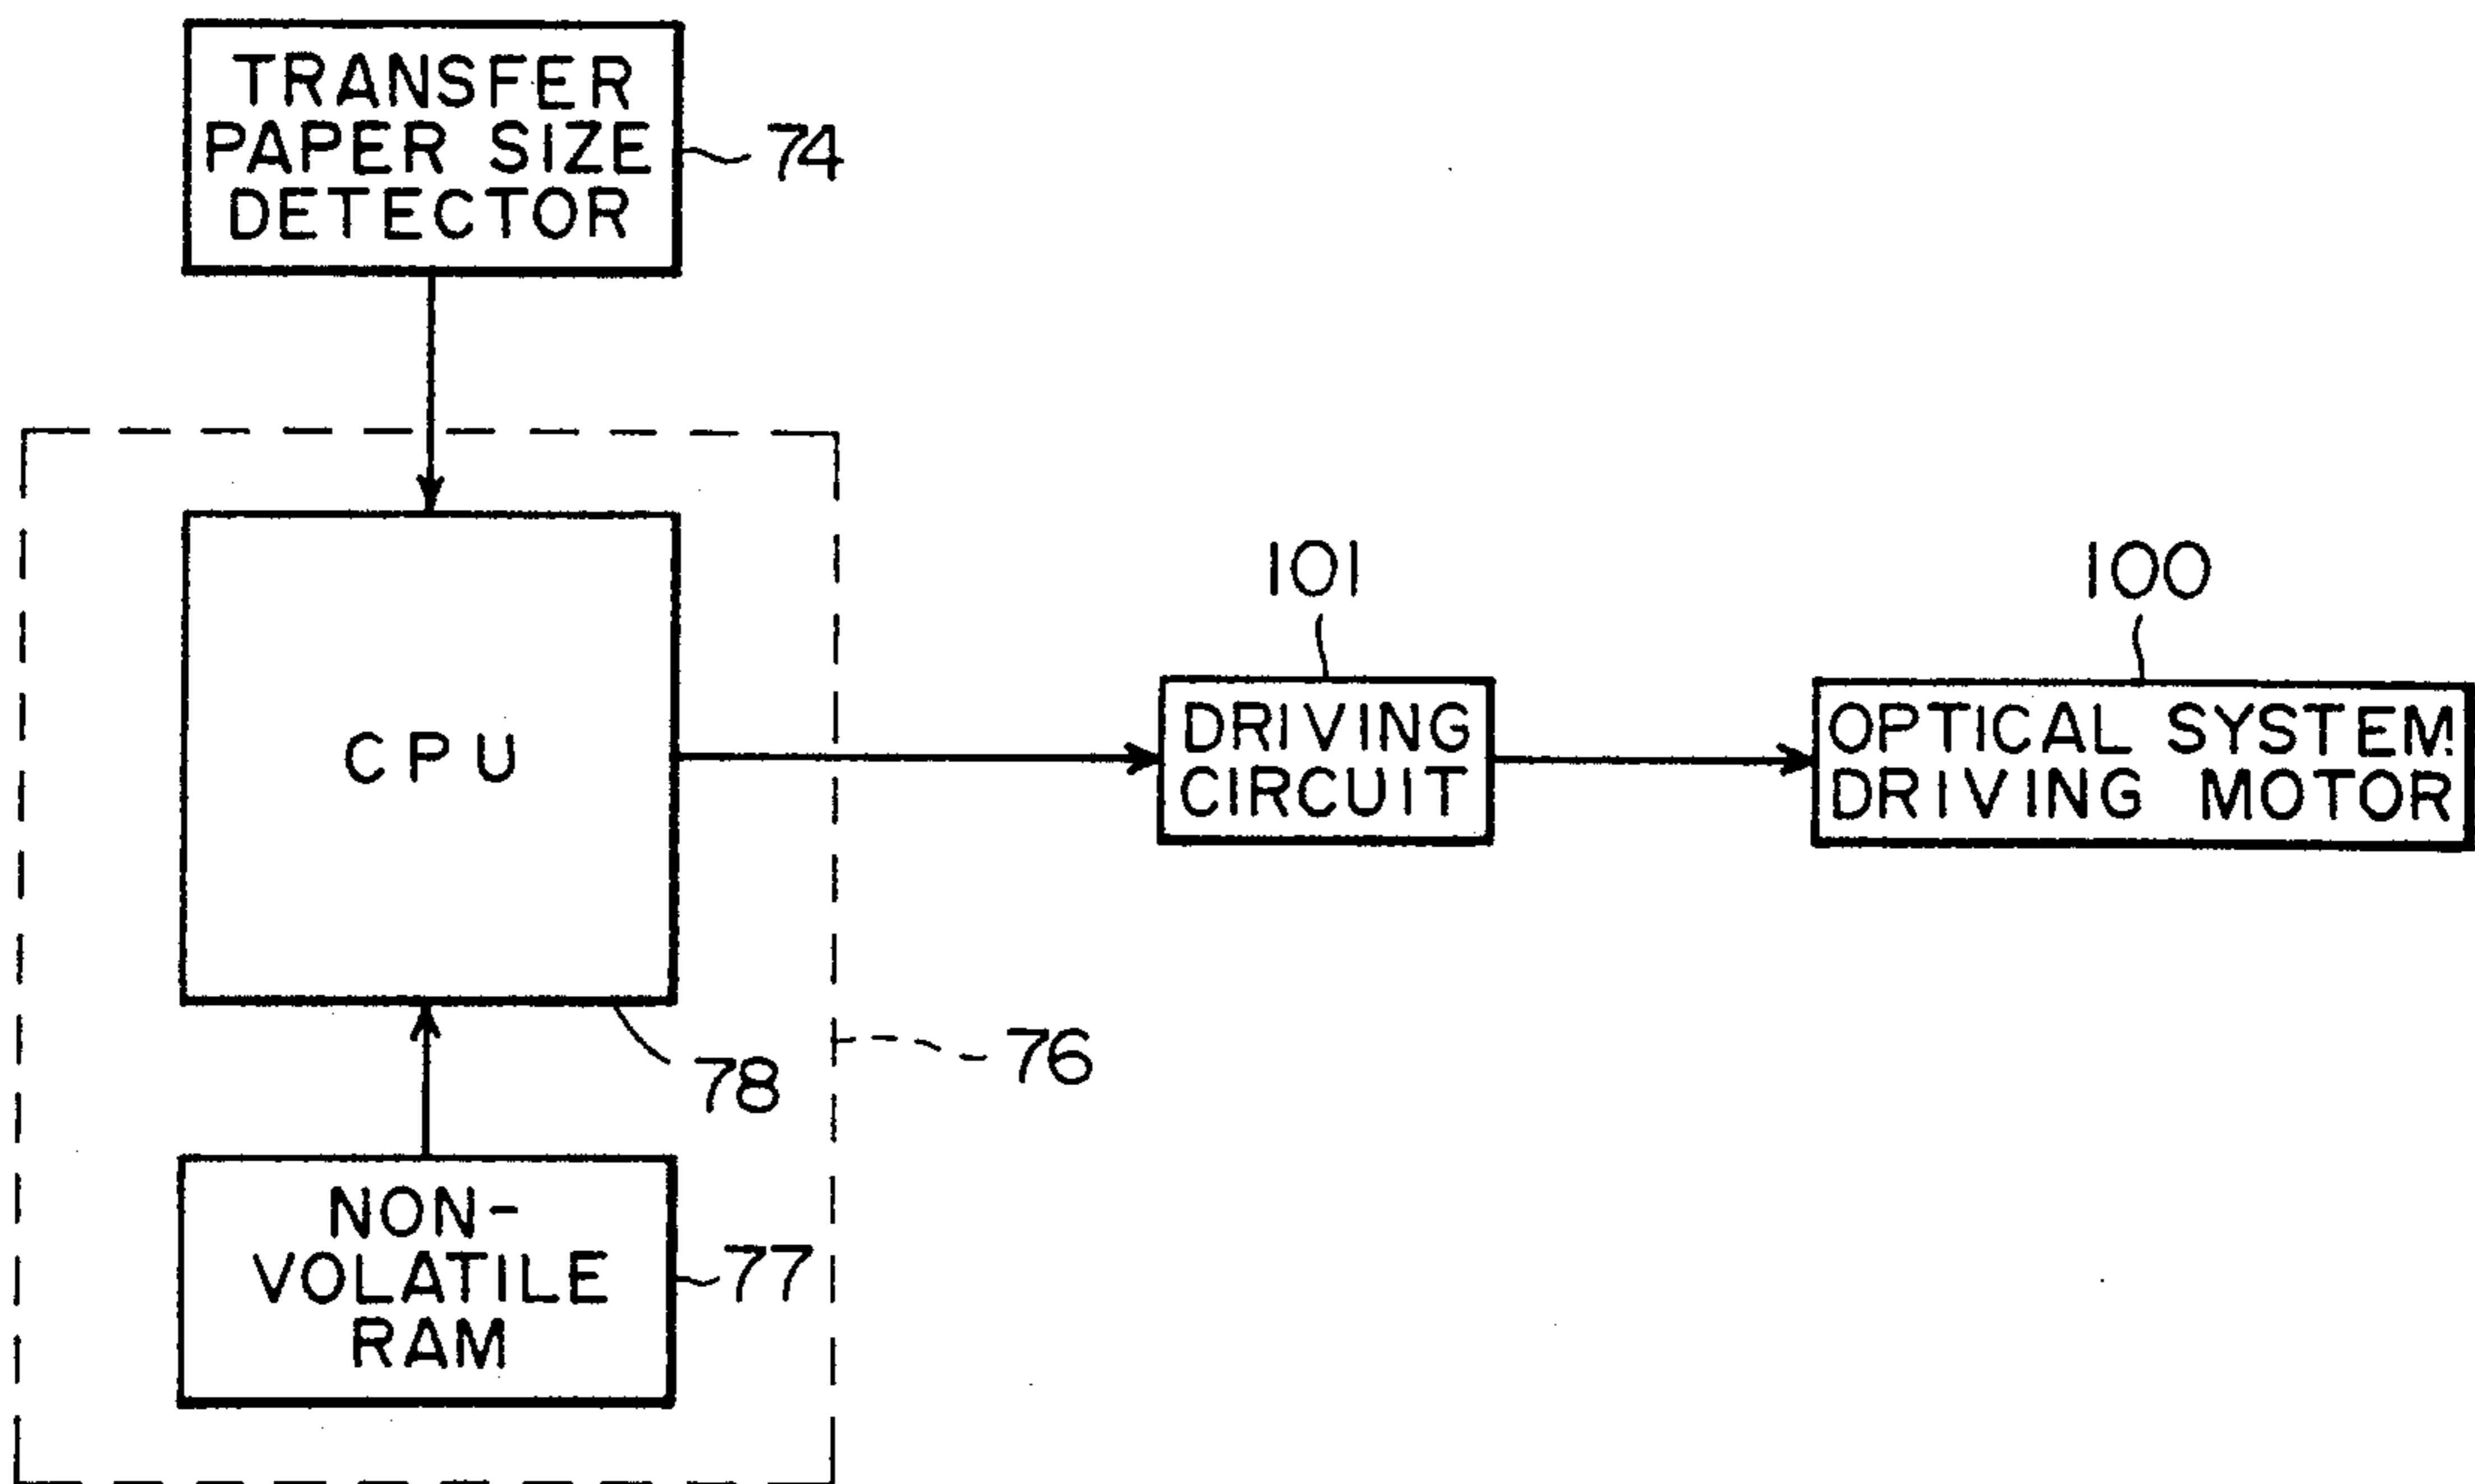 TRANSFER
PAPER SIZE
DETECTOR
74
CPU
101
100
DRIVING
CIRCUIT
OPTICAL SYSTEM
DRIVING MOTOR
76
78
NON-
VOLATILE
RAM
77